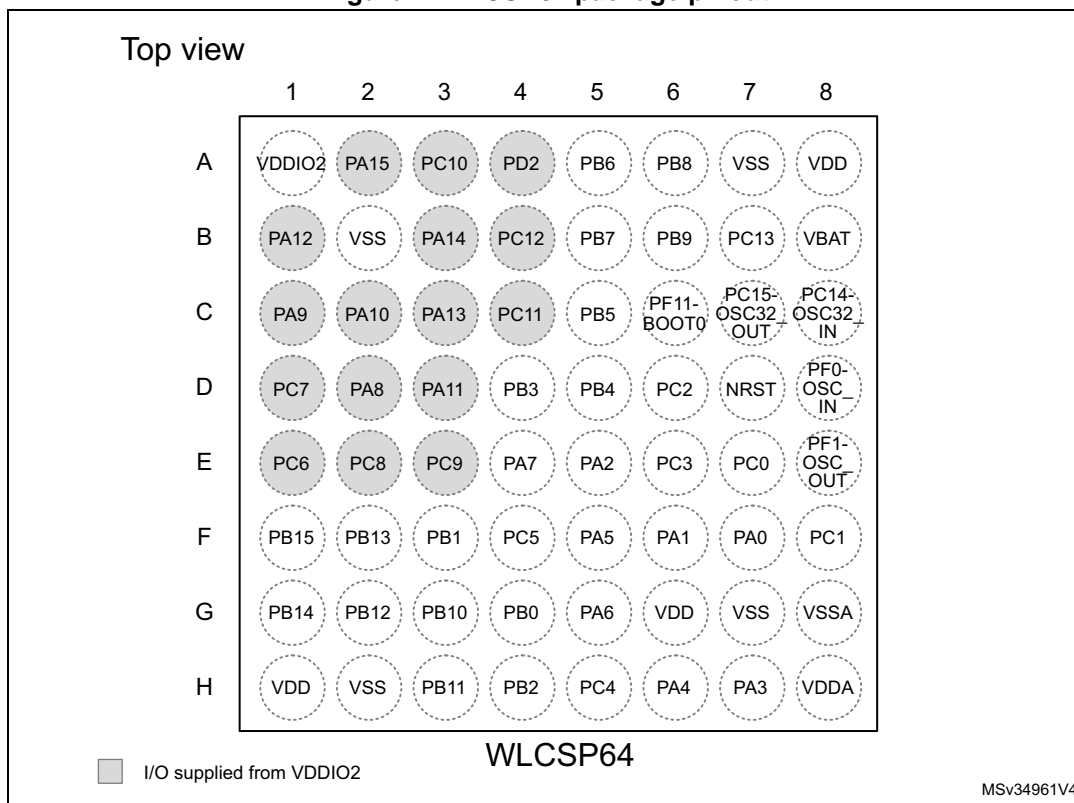 Top view
1 2 3 4 5 6 7 8
A VDDIO2 PA15 PC10 PD2 PB6 PB8 VSS VDD
B PA12 VSS PA14 PC12 PB7 PB9 PC13 VBAT
C PA9 PA10 PA13 PC11 PB5 PF11-BOOT0 PC15-OSC32_OUT PC14-OSC32_IN
D PC7 PA8 PA11 PB3 PB4 PC2 NRST PF0-OSC_IN
E PC6 PC8 PC9 PA7 PA2 PC3 PC0 PF1-OSC_OUT
F PB15 PB13 PB1 PC5 PA5 PA1 PA0 PC1
G PB14 PB12 PB10 PB0 PA6 VDD VSS VSSA
H VDD VSS PB11 PB2 PC4 PA4 PA3 VDDA
WLCSP64
I/O supplied from VDDIO2
MSv34961V4